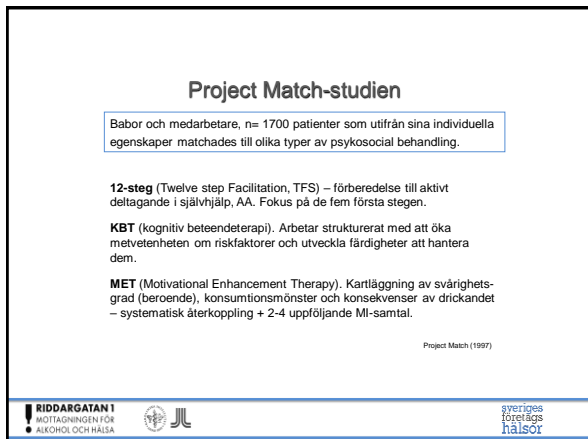 Project Match-studien
Babor och medarbetare, n= 1700 patienter som utifrån sina individuella
egenskaper matchades till olika typer av psykosocial behandling.
12-steg (Twelve step Facilitation, TFS) – förberedelse till aktivt
deltagande i självhjälp, AA. Fokus på de fem första stegen.
KBT (kognitiv beteendeterapi). Arbetar strukturerat med att öka
metvetenheten om riskfaktorer och utveckla färdigheter att hantera
dem.
MET (Motivational Enhancement Therapy). Kartläggning av svårighets-
grad (beroende), konsumtionsmönster och konsekvenser av drickandet
– systematisk återkoppling + 2-4 uppföljande MI-samtal.
Project Match (1997)
RIDDARGATAN 1
MOTTAGNINGEN FÖR
ALKOHOL OCH HÄLSA
sveriges
företags
hälsor